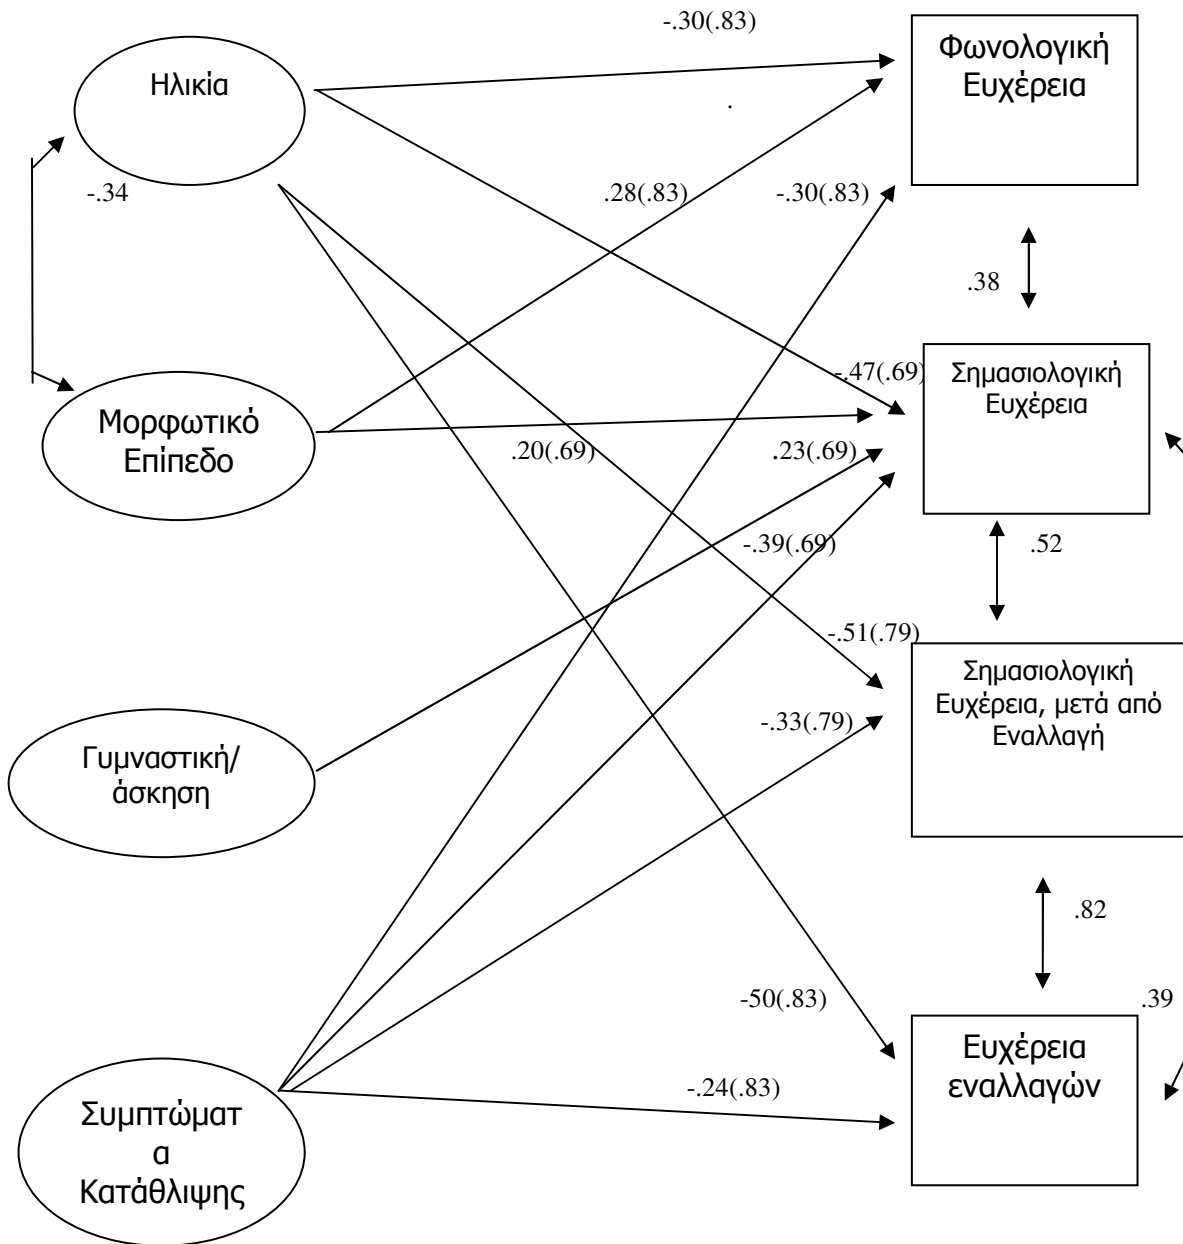 -.30(.83)
Φωνολογική
Ευχέρεια
Ηλικία
.
-.34
.28(.83)
-.30(.83)
.38
-.47(.69)
Σημασιολογική
Ευχέρεια
Μορφωτικό
Επίπεδο
.20(.69)
.23(.69)
-.39(.69)
.52
-.51(.79)
Σημασιολογική
Ευχέρεια, μετά από
Εναλλαγή
-.33(.79)
Γυμναστική/
άσκηση
.82
-50(.83)
.39
Ευχέρεια
εναλλαγών
-.24(.83)
Συμπτώματ
α
Κατάθλιψης